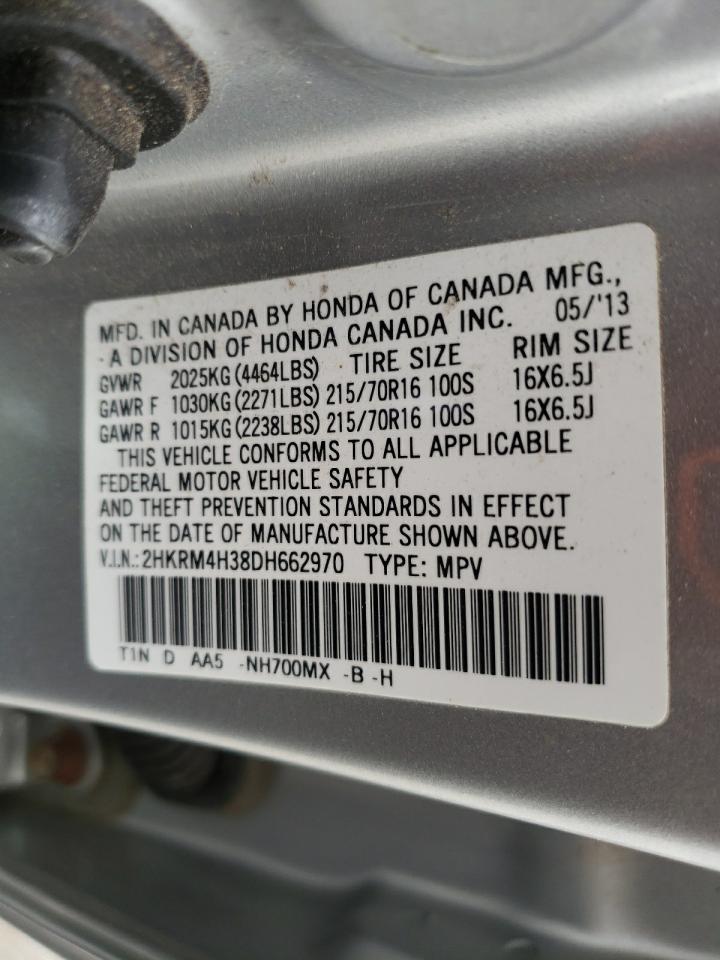 MFD. IN CANADA BY HONDA OF CANADA MFG.,
- A DIVISION OF HONDA CANADA INC. 05/'13
GVWR 2025KG (4464LBS) TIRE SIZE RIM SIZE
GAWR F 1030KG (2271LBS) 215/70R16 100S 16X6.5J
GAWR R 1015KG (2238LBS) 215/70R16 100S 16X6.5J
THIS VEHICLE CONFORMS TO ALL APPLICABLE
FEDERAL MOTOR VEHICLE SAFETY
AND THEFT PREVENTION STANDARDS IN EFFECT
ON THE DATE OF MANUFACTURE SHOWN ABOVE.
V.I.N.: 2HKRM4H38DH662970 TYPE: MPV
T1N D AA5 -NH700MX -B -H